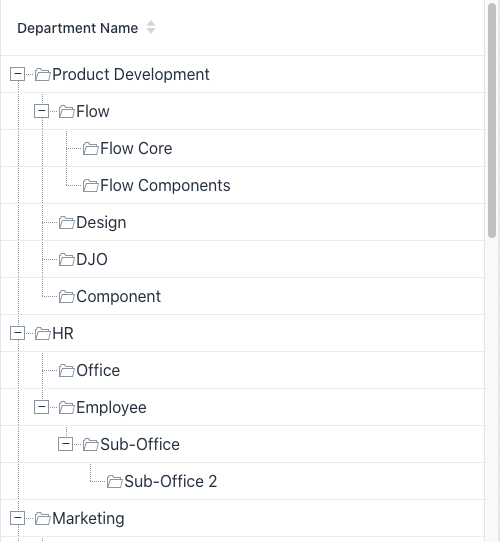 Department Name
Product Development
Flow
Flow Core
Flow Components
Design
DJO
Component
HR
Office
Employee
Sub-Office
Sub-Office 2
Marketing